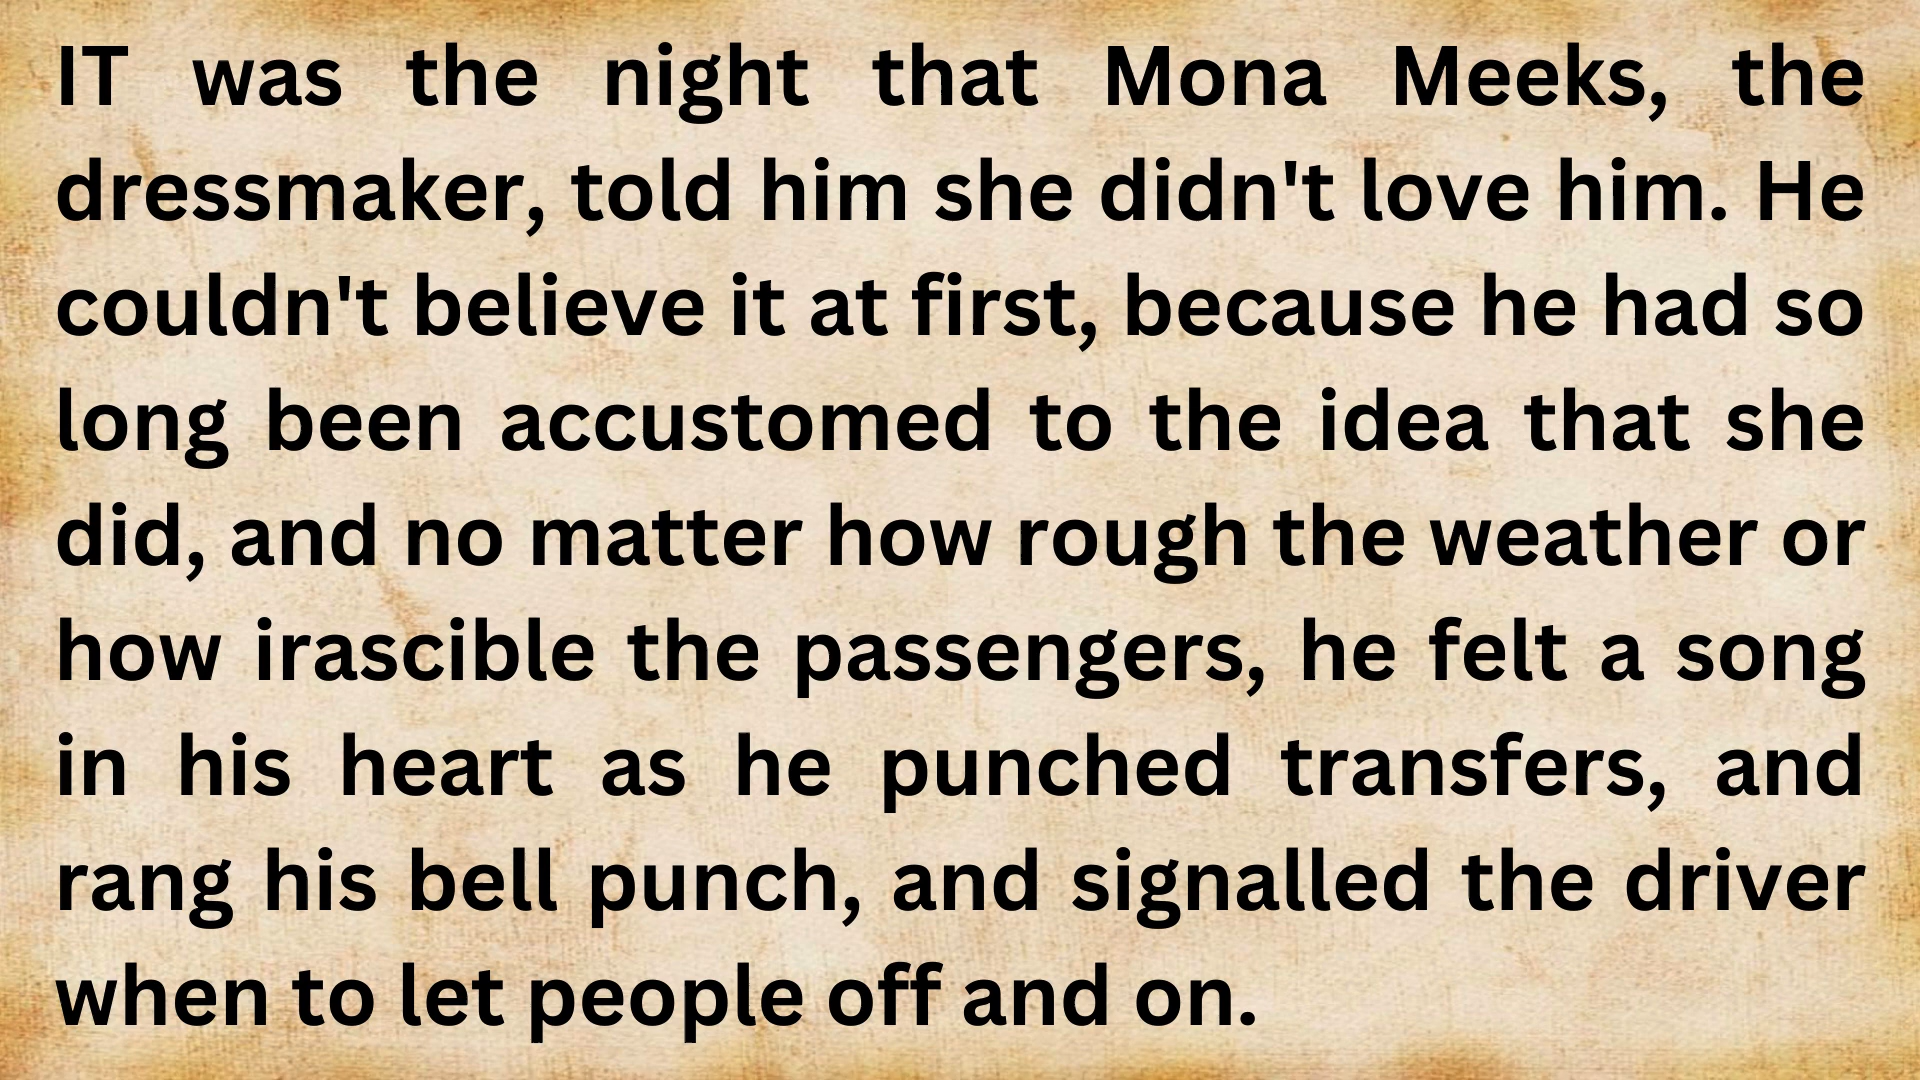 IT was the night that Mona Meeks, the
dressmaker, told him she didn't love him. He
couldn't believe it at first, because he had so
long been accustomed to the idea that she
did, and no matter how rough the weather or
how irascible the passengers, he felt a song
in his heart as he punched transfers, and
rang his bell punch, and signalled the driver
when to let people off and on.